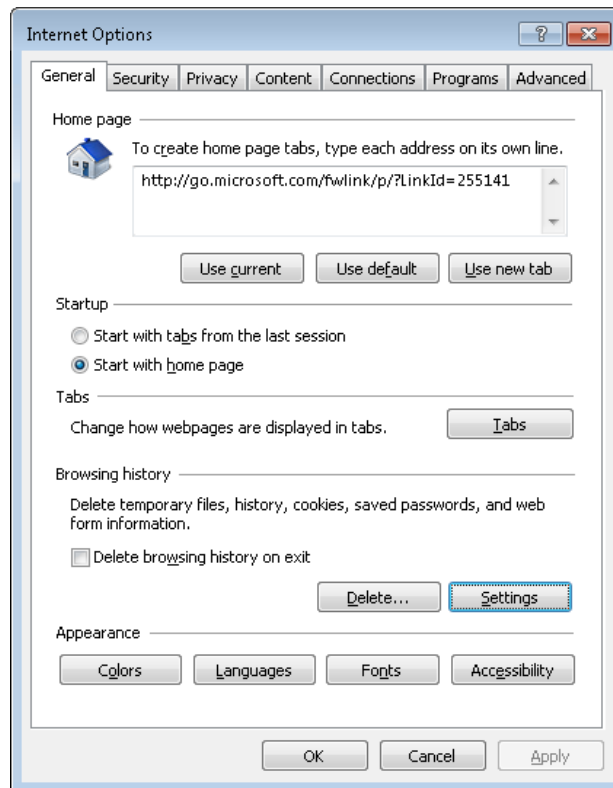 Internet Options
General Security Privacy Content Connections Programs Advanced
Home page
To create home page tabs, type each address on its own line.
http://go.microsoft.com/fwlink/p/?LinkId=255141
Use current Use default Use new tab
Startup
Start with tabs from the last session
Start with home page
Tabs
Change how webpages are displayed in tabs. Tabs
Browsing history
Delete temporary files, history, cookies, saved passwords, and web
form information.
Delete browsing history on exit
Delete... Settings
Appearance
Colors Languages Fonts Accessibility
OK Cancel Apply